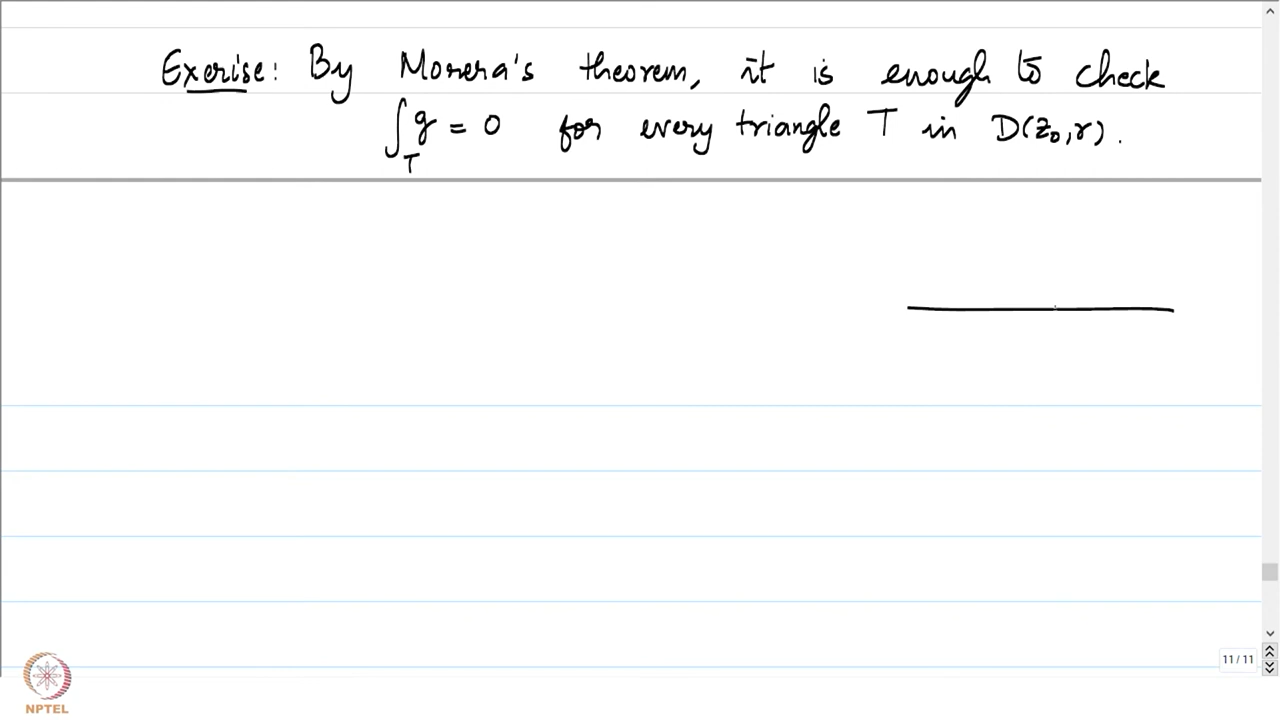 Exerise: By Morera's theorem, it is enough to check
∫_T g = 0 for every triangle T in D(z₀,r).
11 / 11
NPTEL